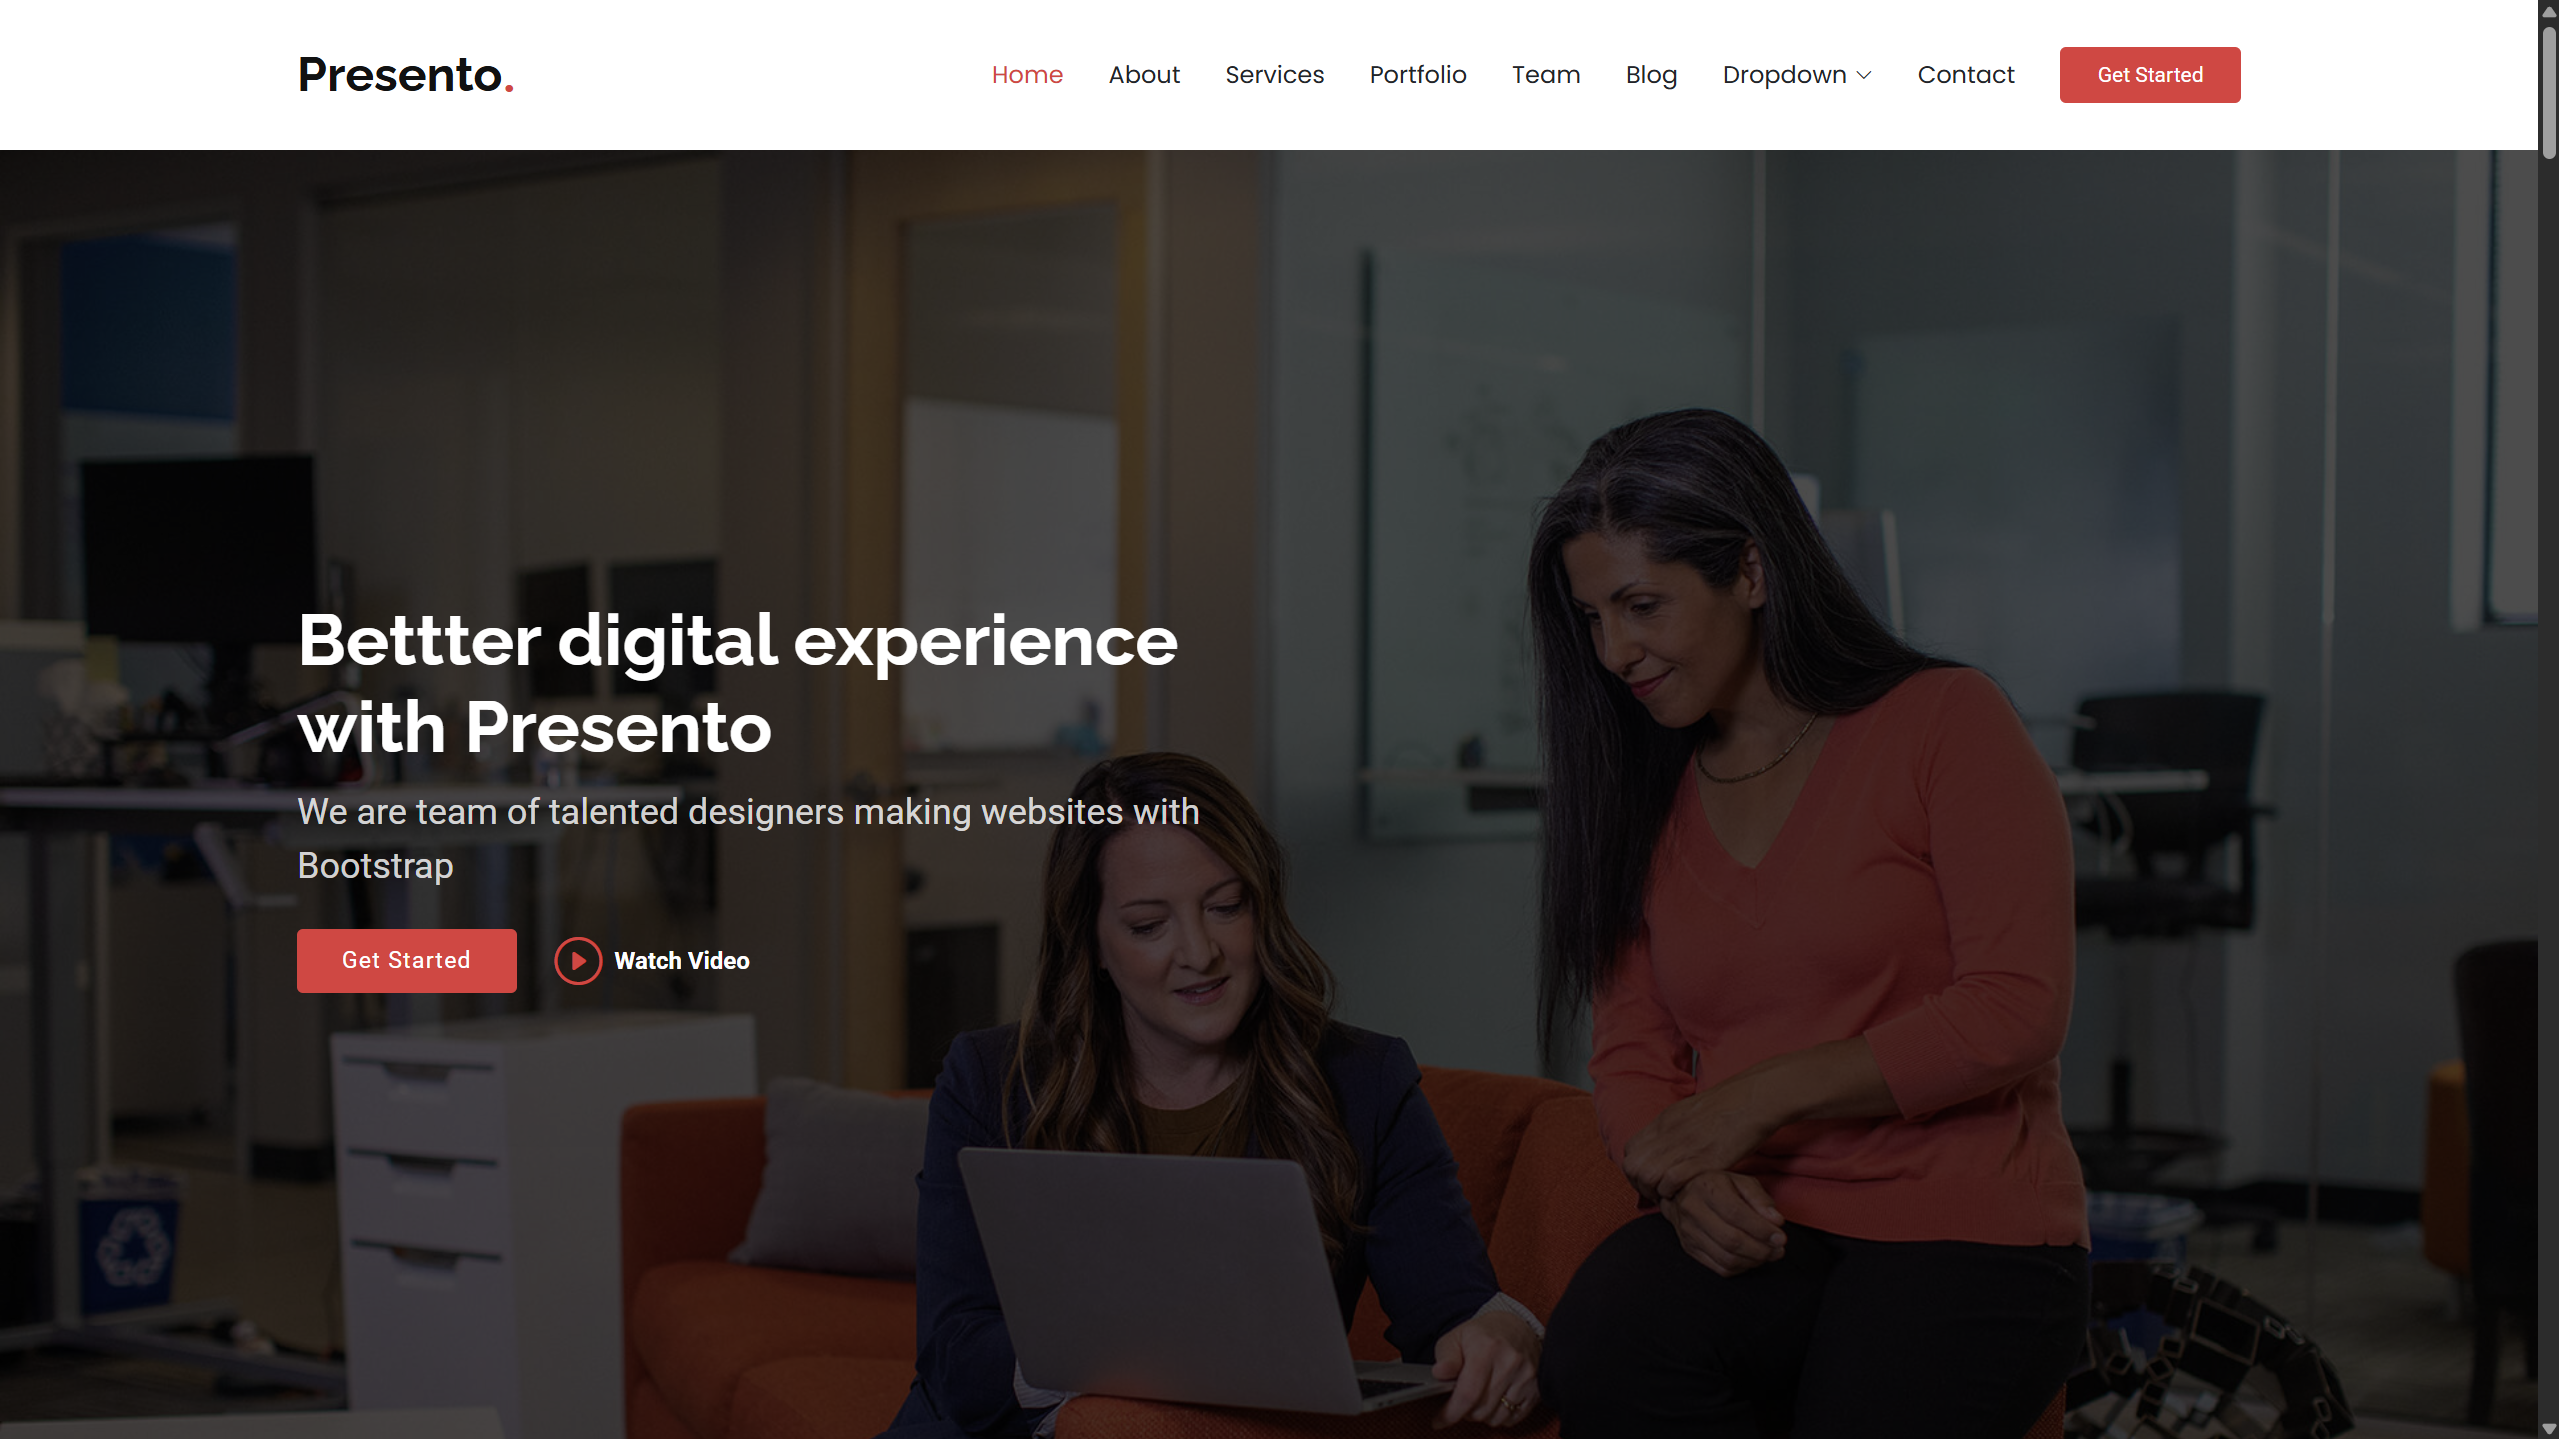 Presento.
Home About Services Portfolio Team Blog Dropdown Contact Get Started
Bettter digital experience
with Presento
We are team of talented designers making websites with
Bootstrap
Get Started Watch Video